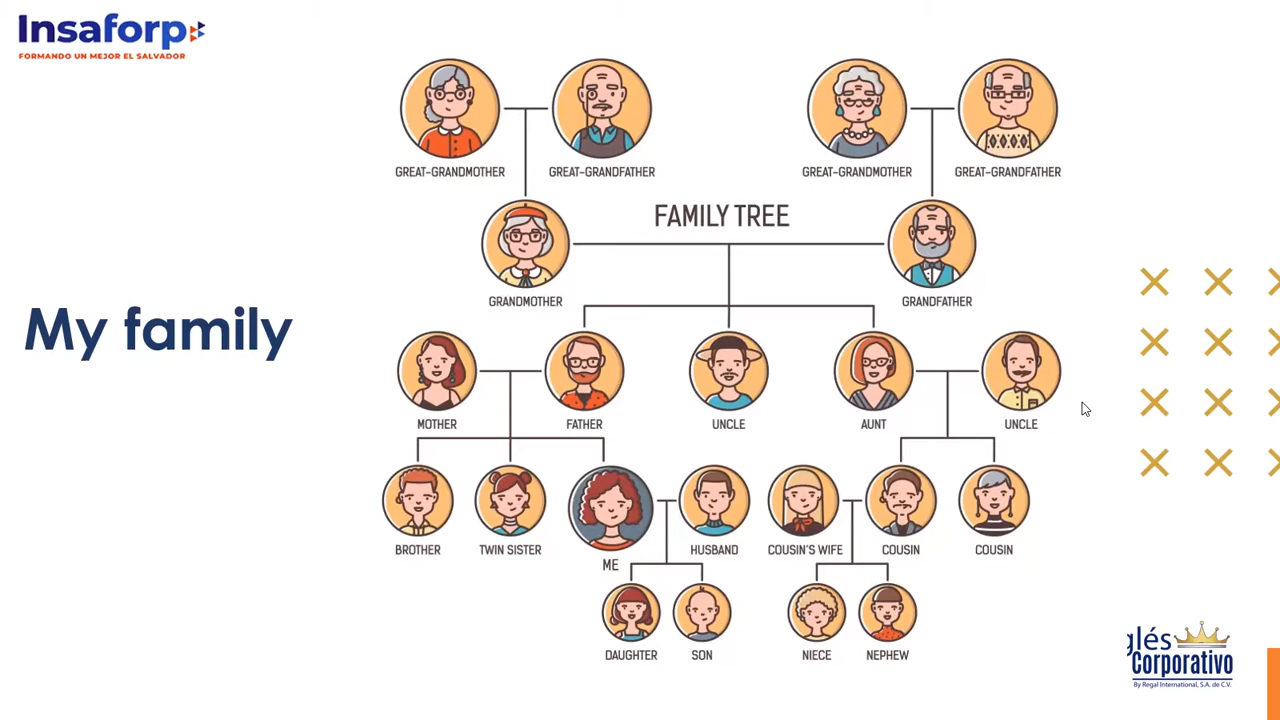 Insaforp
FORMANDO UN MEJOR EL SALVADOR
GREAT-GRANDMOTHER GREAT-GRANDFATHER GREAT-GRANDMOTHER GREAT-GRANDFATHER
FAMILY TREE
GRANDMOTHER GRANDFATHER
My family
MOTHER FATHER UNCLE AUNT UNCLE
BROTHER TWIN SISTER ME HUSBAND COUSIN'S WIFE COUSIN COUSIN
DAUGHTER SON NIECE NEPHEW
glés
Corporativo
By Regal International, S.A. de C.V.